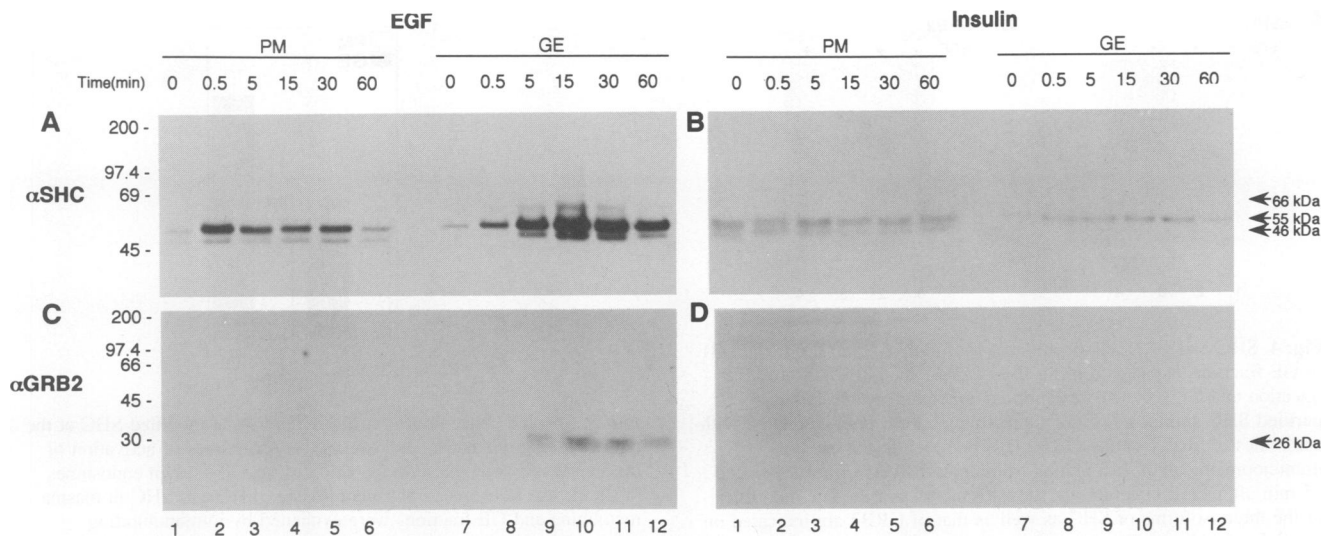 EGF Insulin
PM GE PM GE
Time(min) 0 0.5 5 15 30 60 0 0.5 5 15 30 60 0 0.5 5 15 30 60 0 0.5 5 15 30 60
A B
200 -
97.4 -
69 -
αSHC
45 -
66 kDa
55 kDa
46 kDa
C D
200 -
97.4 -
66 -
αGRB2
45 -
30 -
26 kDa
1 2 3 4 5 6 7 8 9 10 11 12 1 2 3 4 5 6 7 8 9 10 11 12